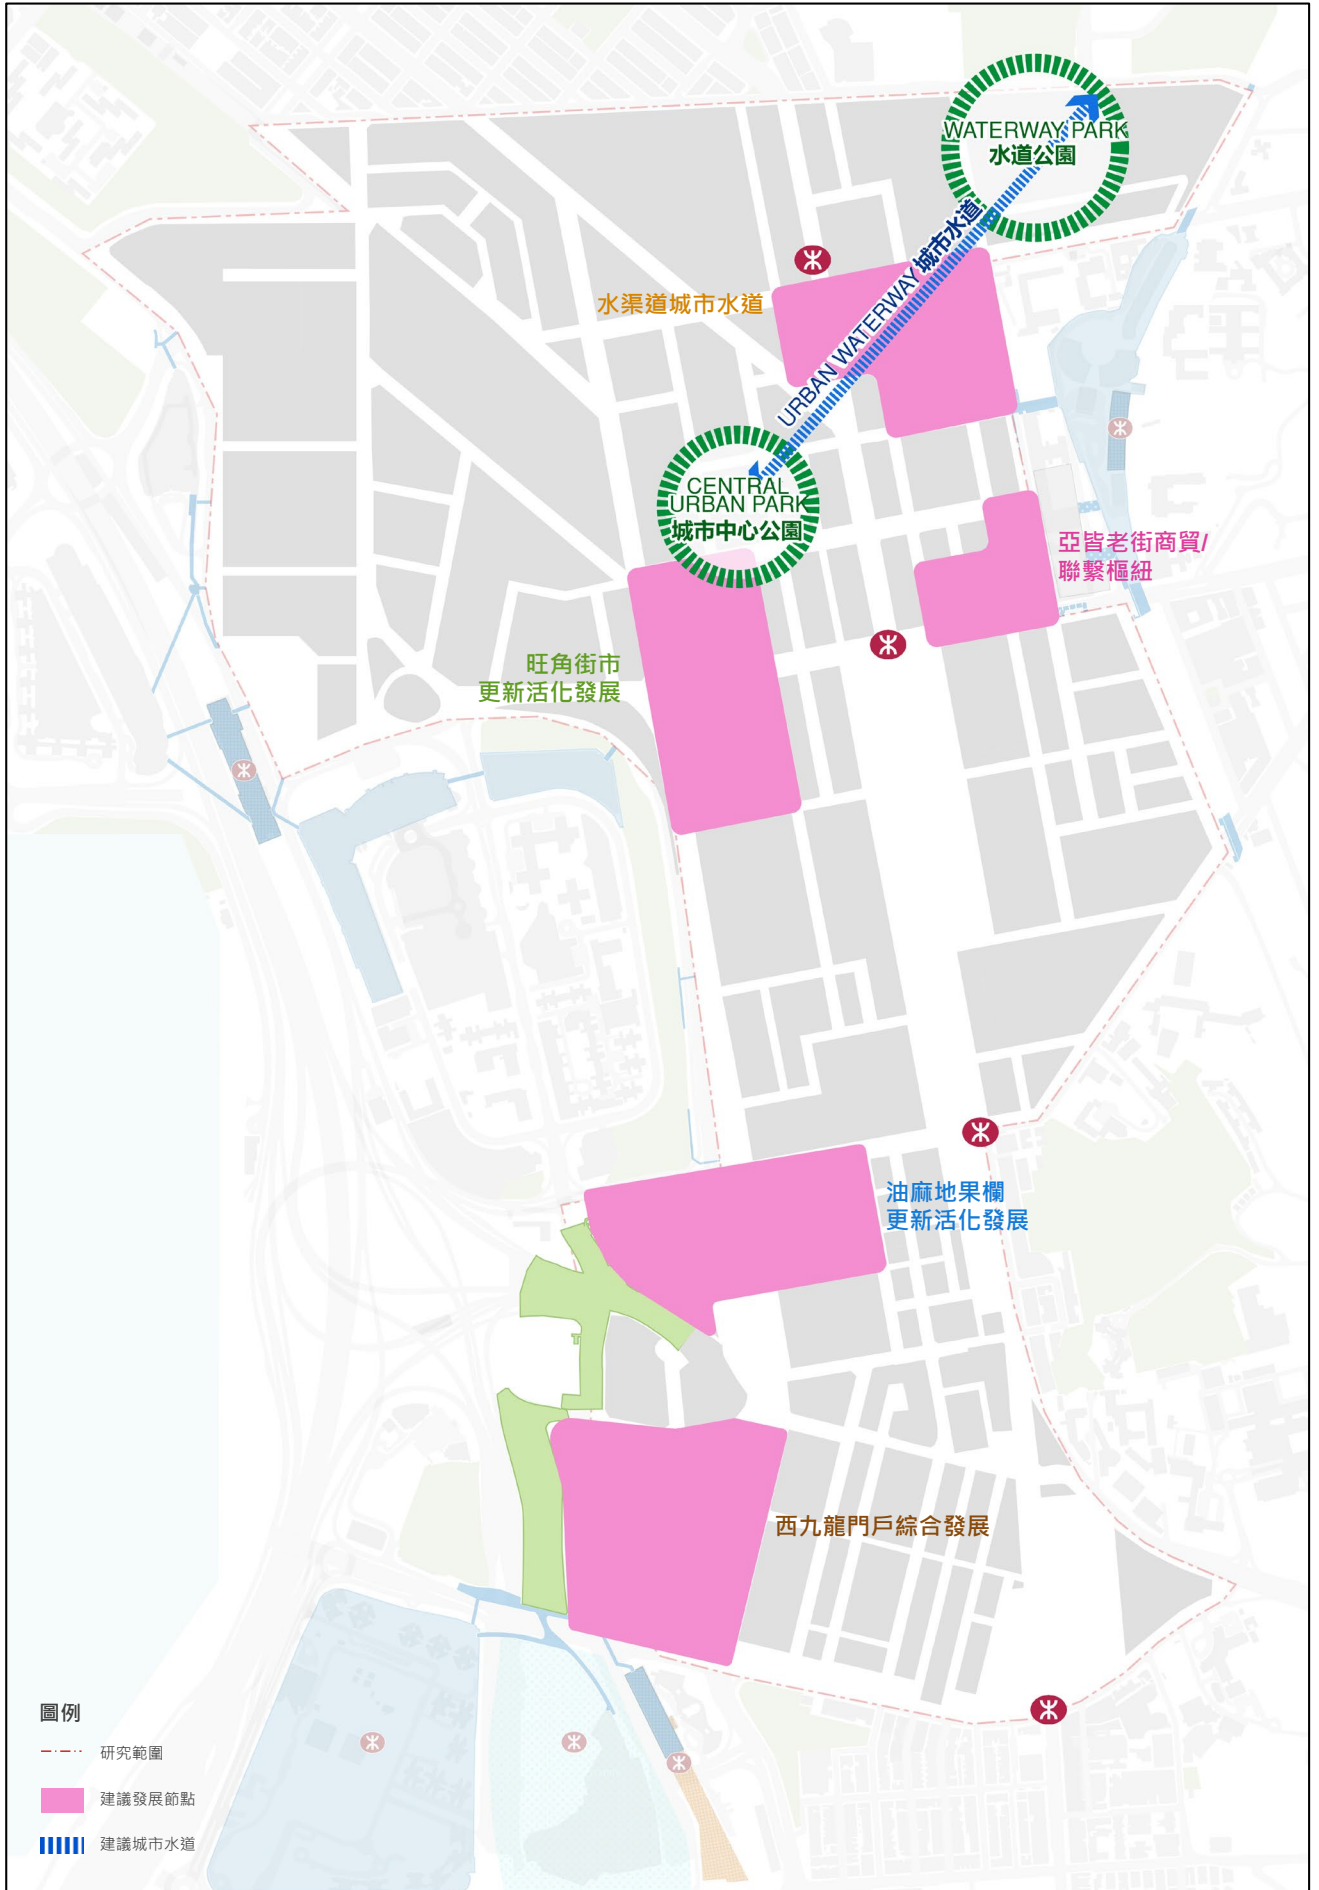 WATERWAY PARK
水道公園
URBAN WATERWAY 城市水道
水渠道城市水道
CENTRAL
URBAN PARK
城市中心公園
亞皆老街商貿/
聯繫樞紐
旺角街市
更新活化發展
油麻地果欄
更新活化發展
西九龍門戶綜合發展
圖例
研究範圍
建議發展節點
建議城市水道